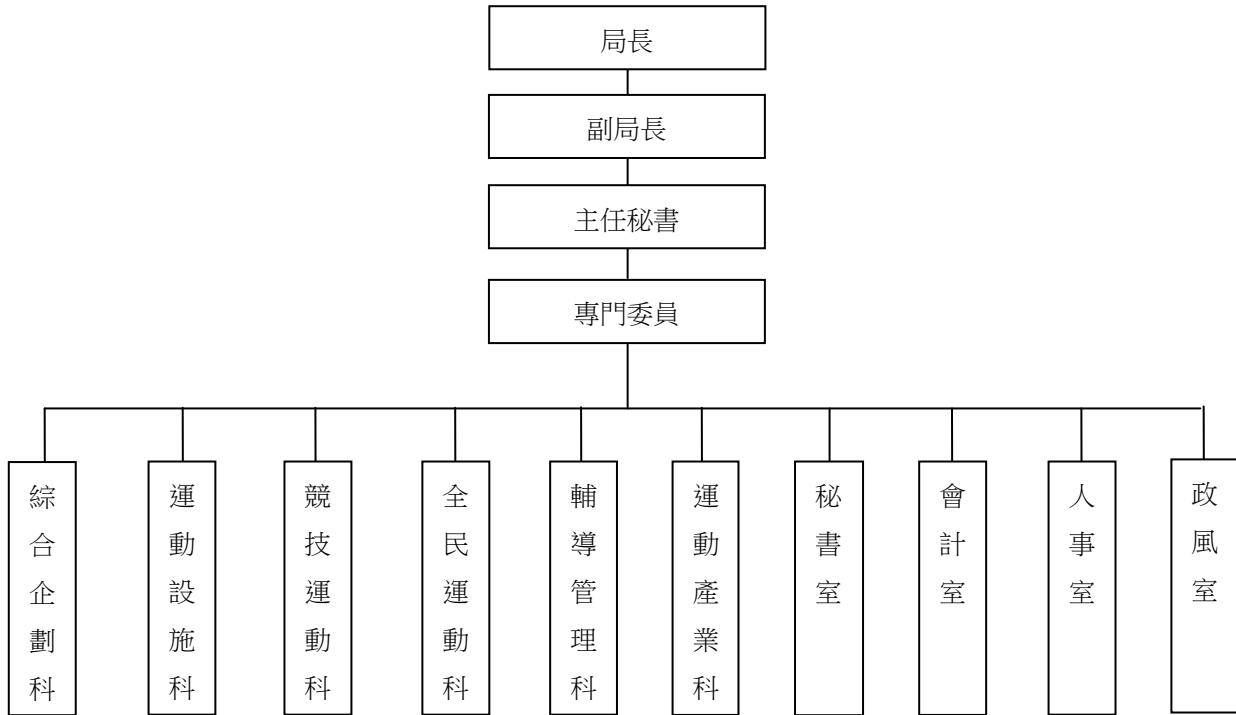 局長
副局長
主任秘書
專門委員
綜合企劃科
運動設施科
競技運動科
全民運動科
輔導管理科
運動產業科
秘書室
會計室
人事室
政風室